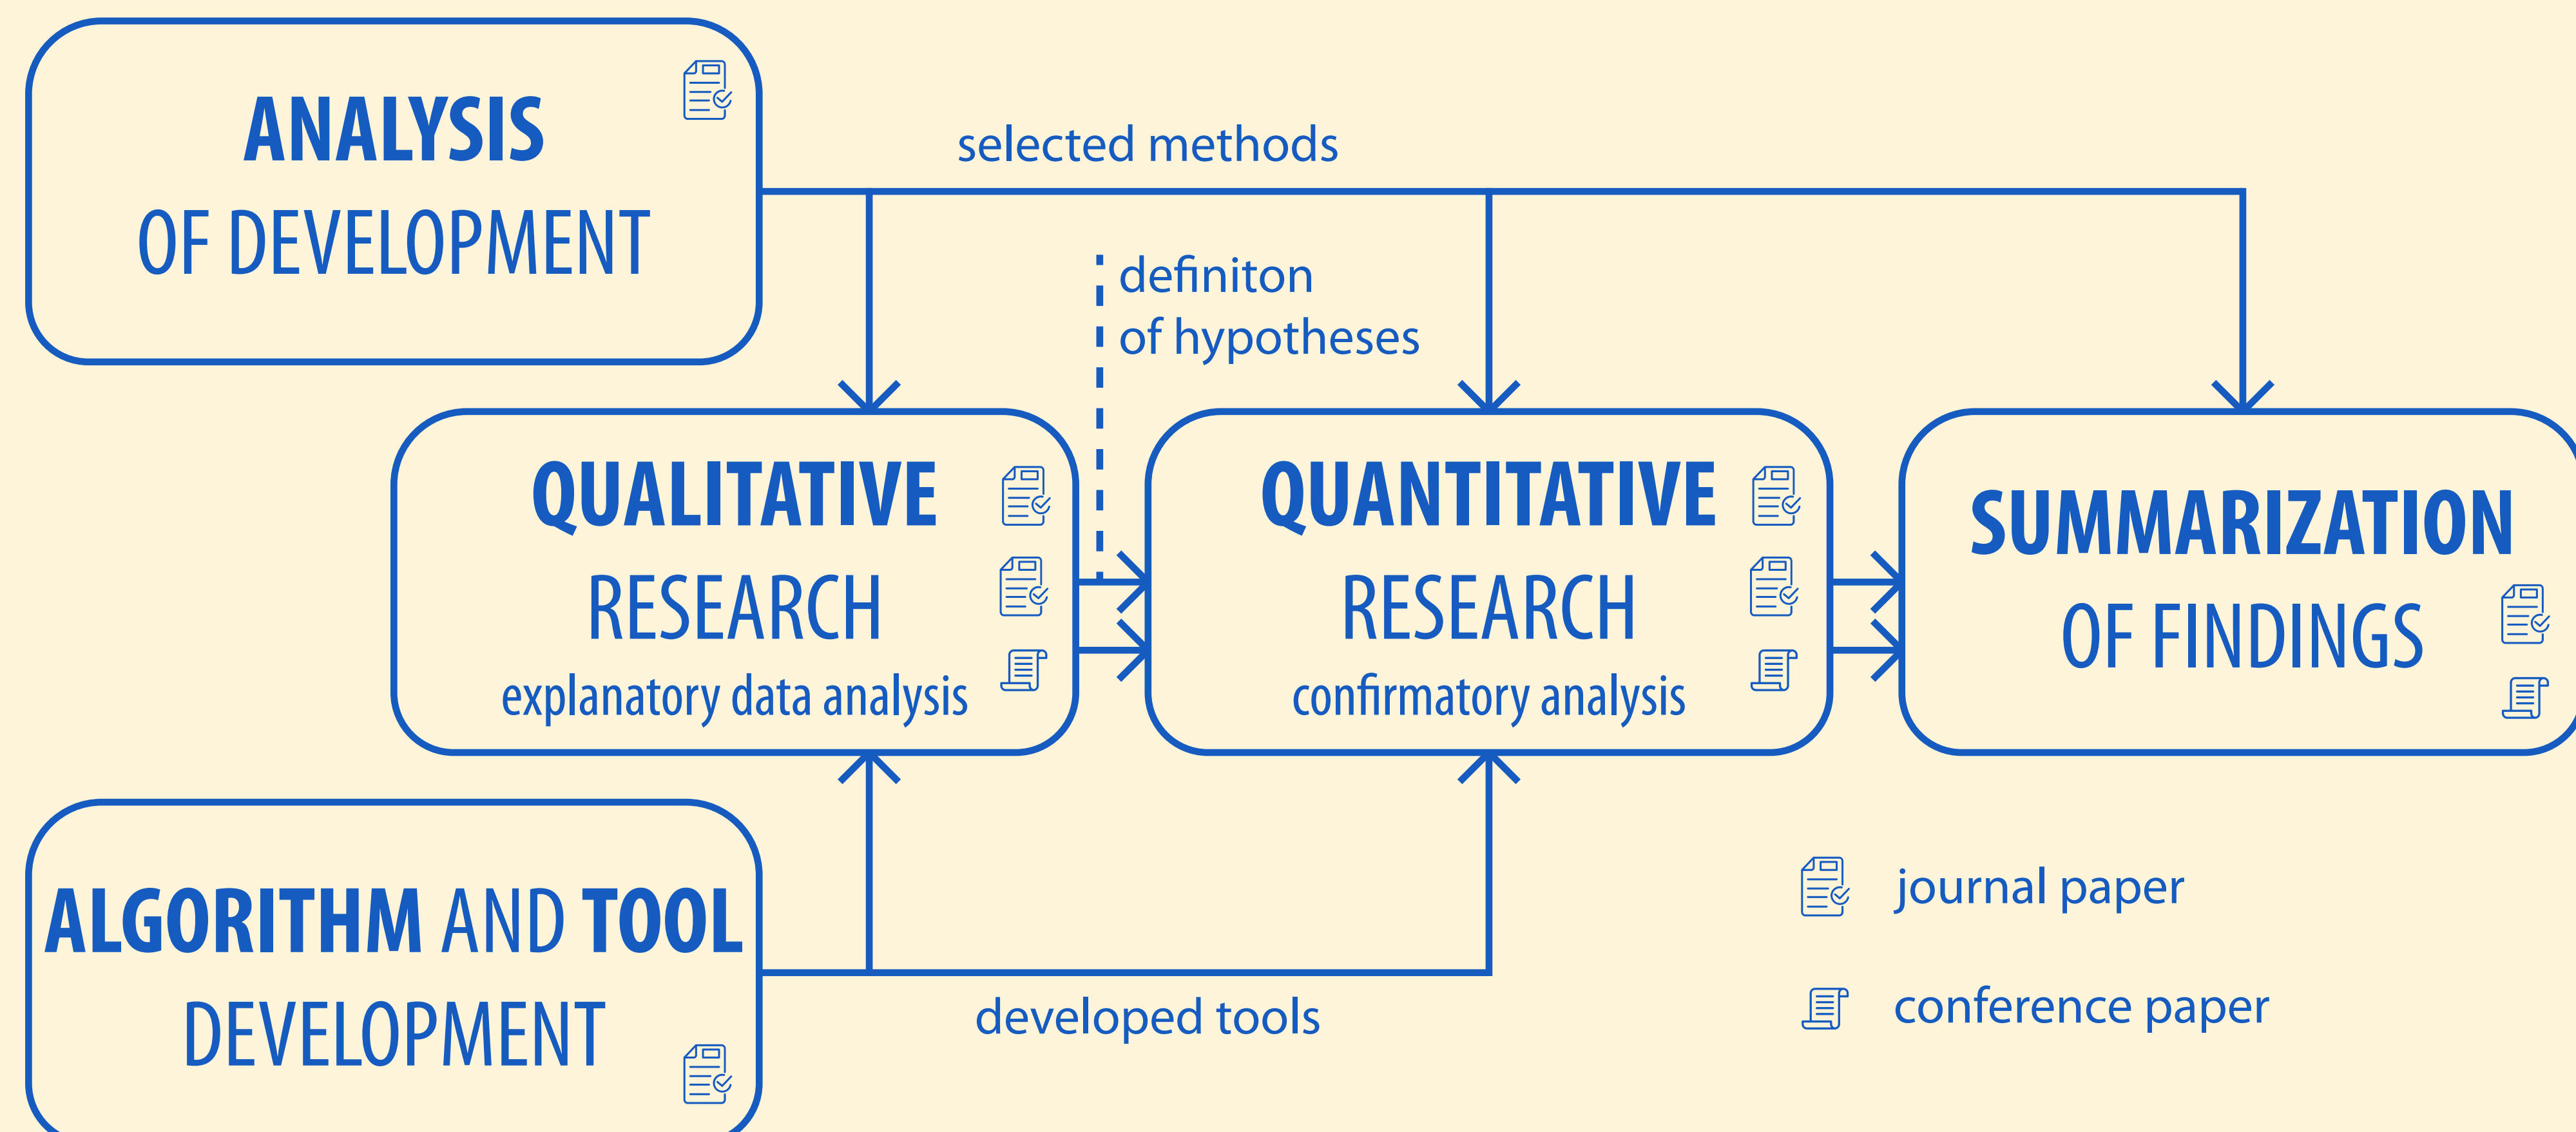 ANALYSIS
OF DEVELOPMENT
selected methods
definiton
of hypotheses
QUALITATIVE
RESEARCH
explanatory data analysis
QUANTITATIVE
RESEARCH
confirmatory analysis
SUMMARIZATION
OF FINDINGS
ALGORITHM AND TOOL
DEVELOPMENT
developed tools
journal paper
conference paper